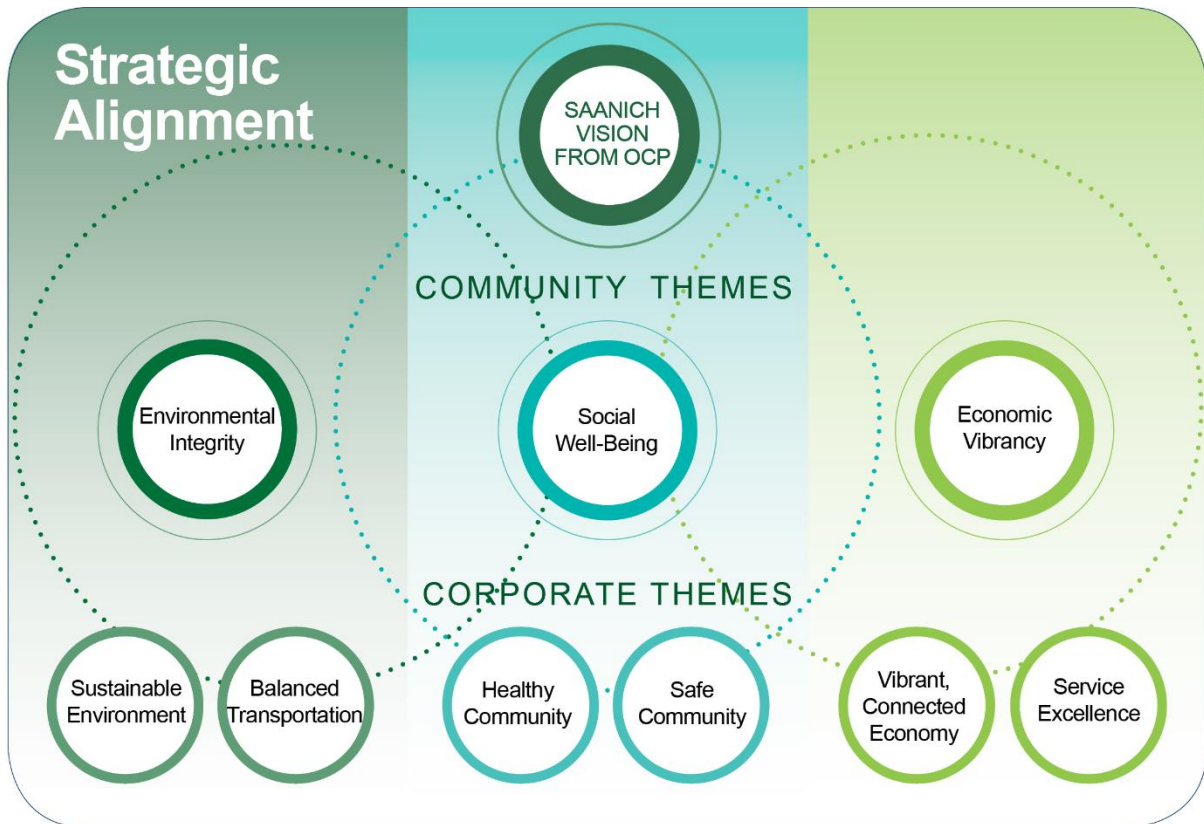 Strategic
Alignment
SAANICH
VISION
FROM OCP
COMMUNITY THEMES
Environmental
Integrity
Social
Well-Being
Economic
Vibrancy
CORPORATE THEMES
Sustainable
Environment
Balanced
Transportation
Healthy
Community
Safe
Community
Vibrant,
Connected
Economy
Service
Excellence